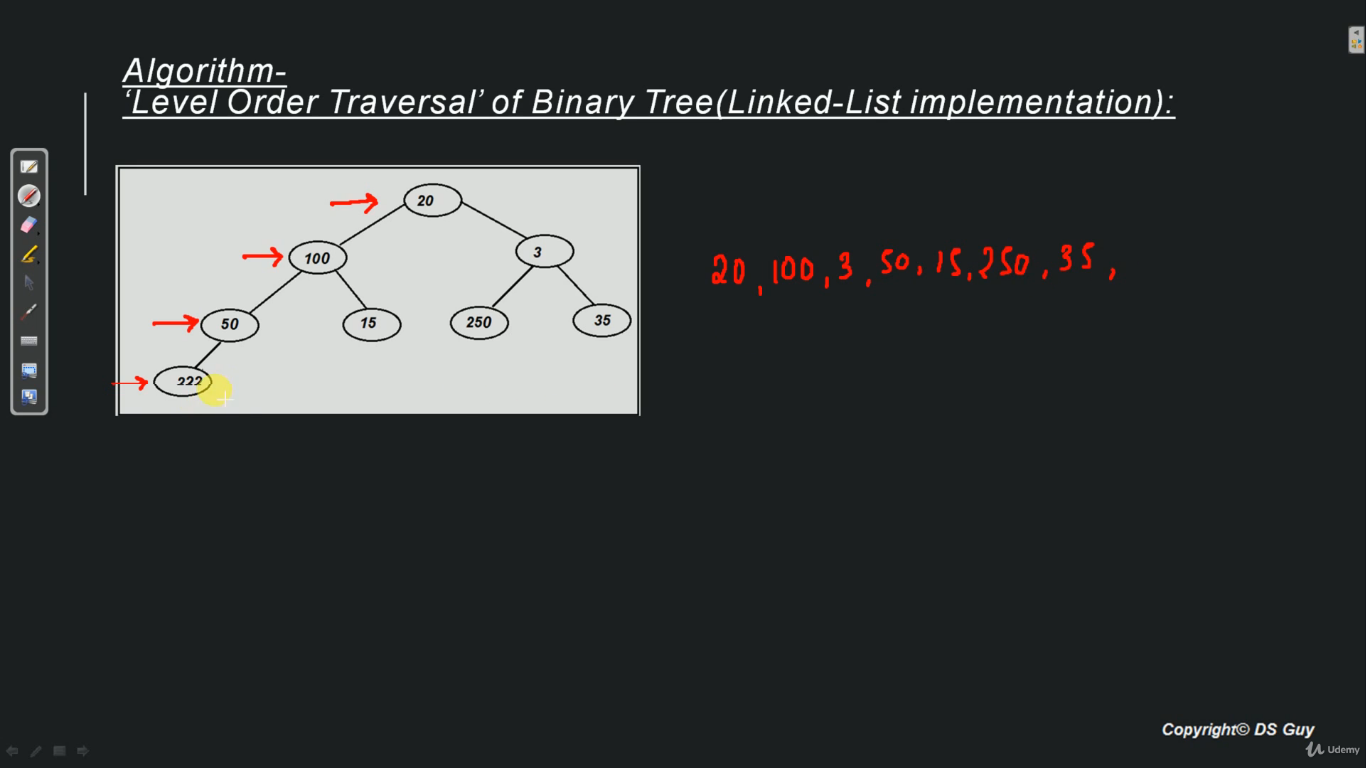 Algorithm-
‘Level Order Traversal’ of Binary Tree(Linked-List implementation):
20
100
3
50
15
250
35
222
20, 100, 3, 50, 15, 250, 35,
Copyright© DS Guy
Udemy